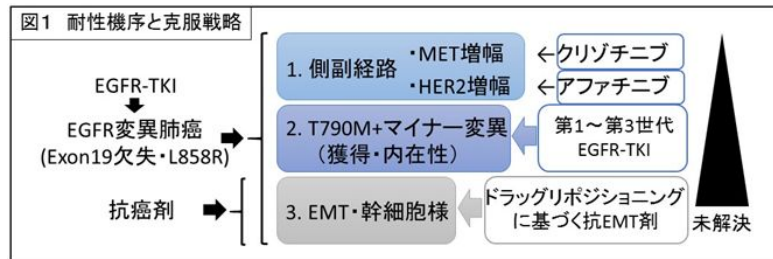 図1 耐性機序と克服戦略
EGFR-TKI
EGFR変異肺癌
(Exon19欠失・L858R)
抗癌剤
1. 側副経路
・MET増幅
・HER2増幅
←クリゾチニブ
←アファチニブ
2. T790M+マイナー変異
（獲得・内在性）
第1～第3世代
EGFR-TKI
3. EMT・幹細胞様
ドラッグリポジショニング
に基づく抗EMT剤
未解決